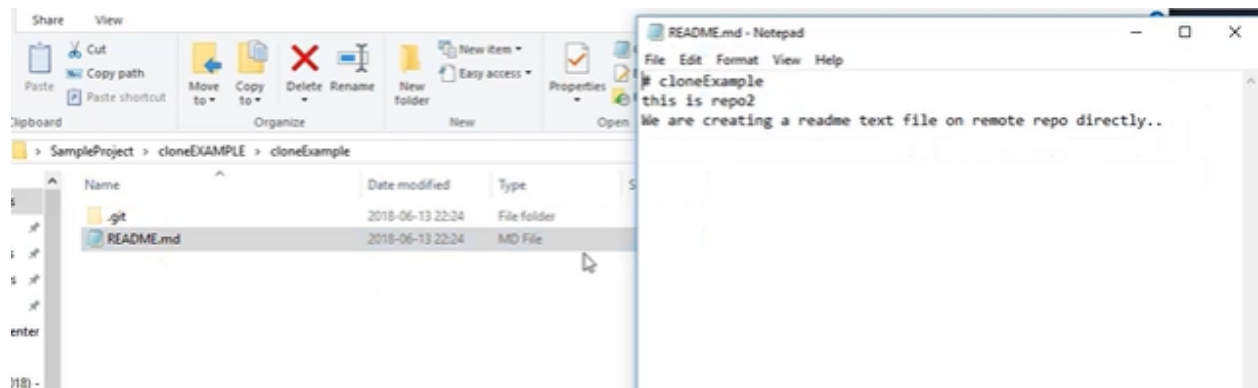 Share View
Cut
Copy path
Paste shortcut
Paste
Clipboard
Move to
Copy to
Delete
Rename
Organize
New folder
New item
Easy access
New
Properties
Open
> SampleProject > cloneEXAMPLE > cloneExample
Name Date modified Type S
.git 2018-06-13 22:24 File folder
README.md 2018-06-13 22:24 MD File
enter
018) -
README.md - Notepad
File Edit Format View Help
# cloneExample
this is repo2
We are creating a readme text file on remote repo directly..